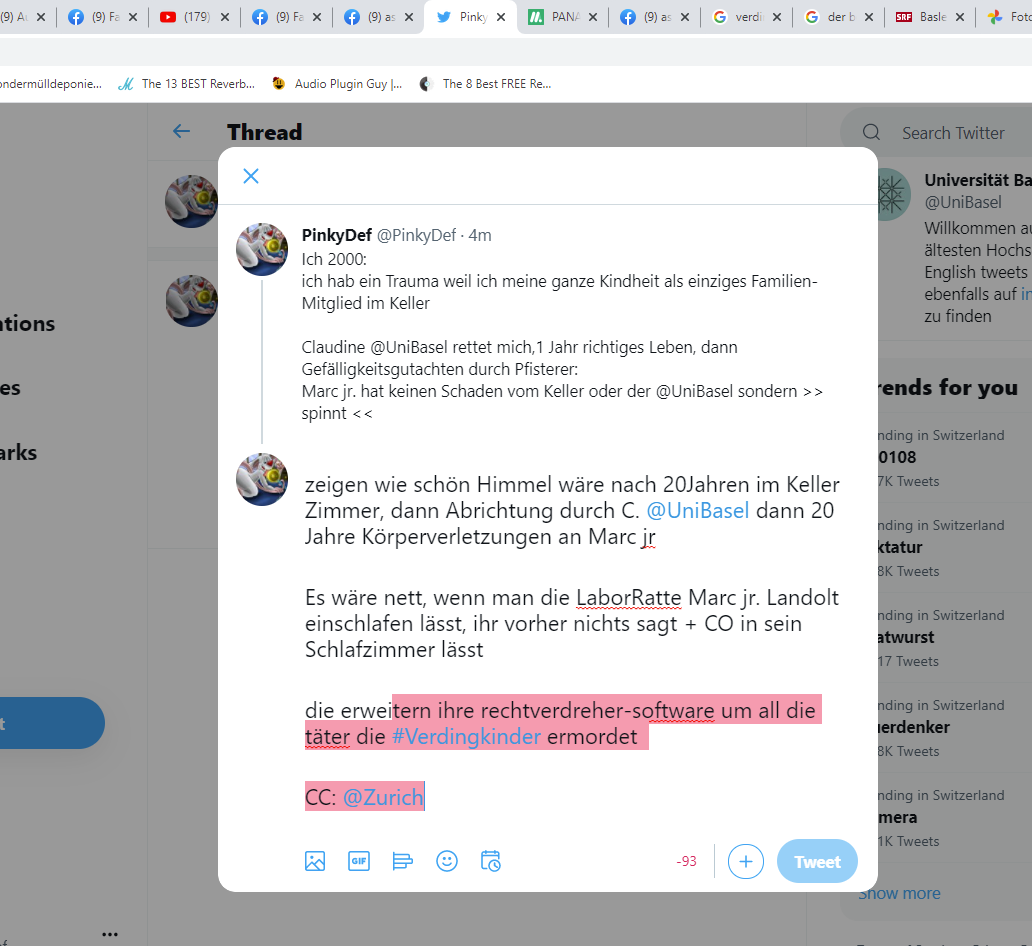 (9) A
(9) Fa
(179)
(9) Fa
(9) as
Pinky
PANA
(9) as
verdi
der b
SRF Basle
Foto
ondermülldeponie...
The 13 BEST Reverb...
Audio Plugin Guy |...
The 8 Best FREE Re...
Thread
Search Twitter
Universität Ba
@UniBasel
Willkommen au
ältesten Hochs
English tweets
ebenfalls auf in
zu finden
PinkyDef @PinkyDef · 4m
Ich 2000:
ich hab ein Trauma weil ich meine ganze Kindheit als einziges Familien-
Mitglied im Keller
Claudine @UniBasel rettet mich,1 Jahr richtiges Leben, dann
Gefälligkeitsgutachten durch Pfisterer:
Marc jr. hat keinen Schaden vom Keller oder der @UniBasel sondern >>
spinnt <<
zeigen wie schön Himmel wäre nach 20Jahren im Keller
Zimmer, dann Abrichtung durch C. @UniBasel dann 20
Jahre Körperverletzungen an Marc jr
Es wäre nett, wenn man die LaborRatte Marc jr. Landolt
einschlafen lässt, ihr vorher nichts sagt + CO in sein
Schlafzimmer lässt
die erweitern ihre rechtverdreher-software um all die
täter die #Verdingkinder ermordet
CC: @Zurich
GIF
-93
+
Tweet
ations
es
arks
t
rends for you
nding in Switzerland
0108
7K Tweets
nding in Switzerland
ktatur
8K Tweets
nding in Switzerland
atwurst
17 Tweets
nding in Switzerland
uerdenker
8K Tweets
nding in Switzerland
mera
1K Tweets
Show more